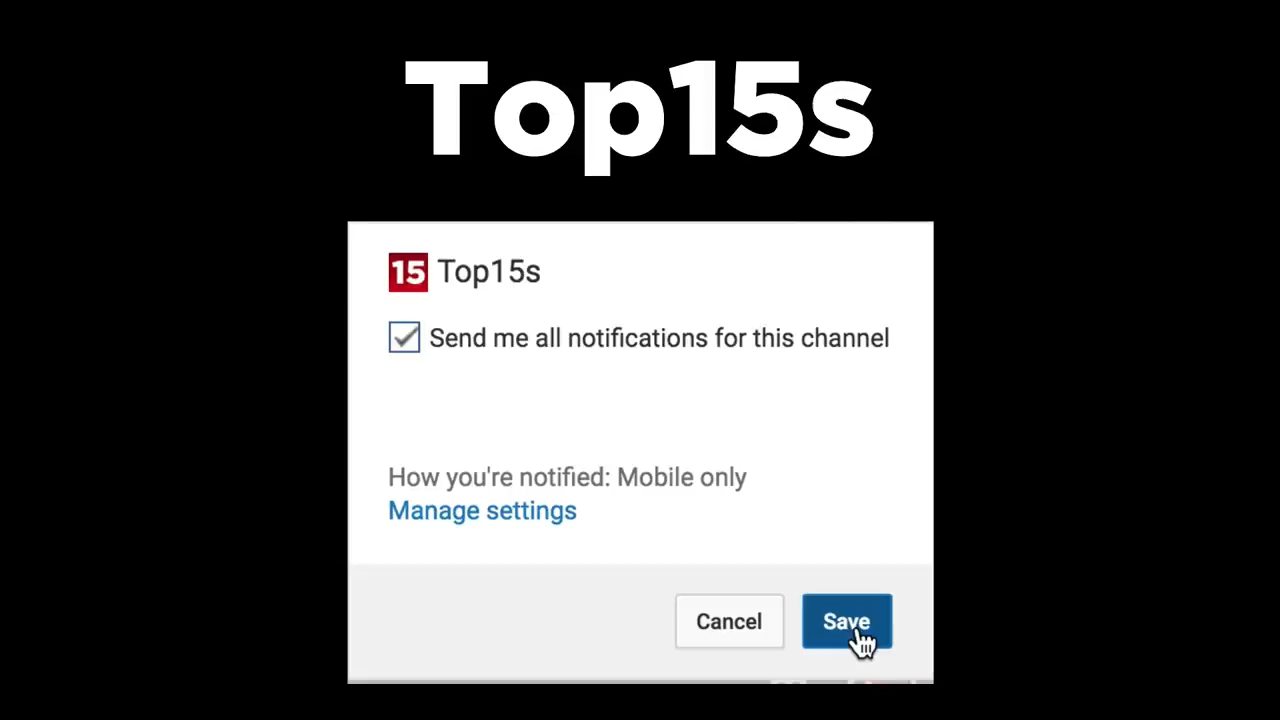 Top15s
15 Top15s
Send me all notifications for this channel
How you're notified: Mobile only
Manage settings
Cancel Save